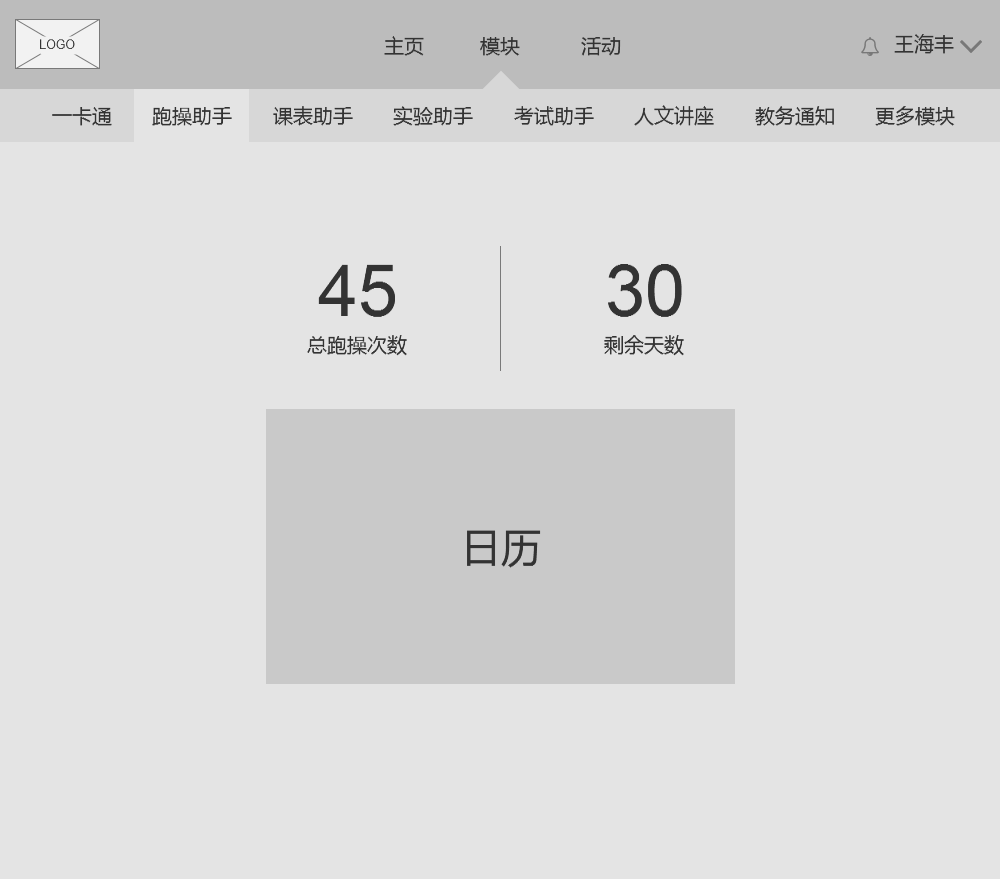 LOGO
主页 模块 活动 王海丰
一卡通 跑操助手 课表助手 实验助手 考试助手 人文讲座 教务通知 更多模块
45 30
总跑操次数 剩余天数
日历